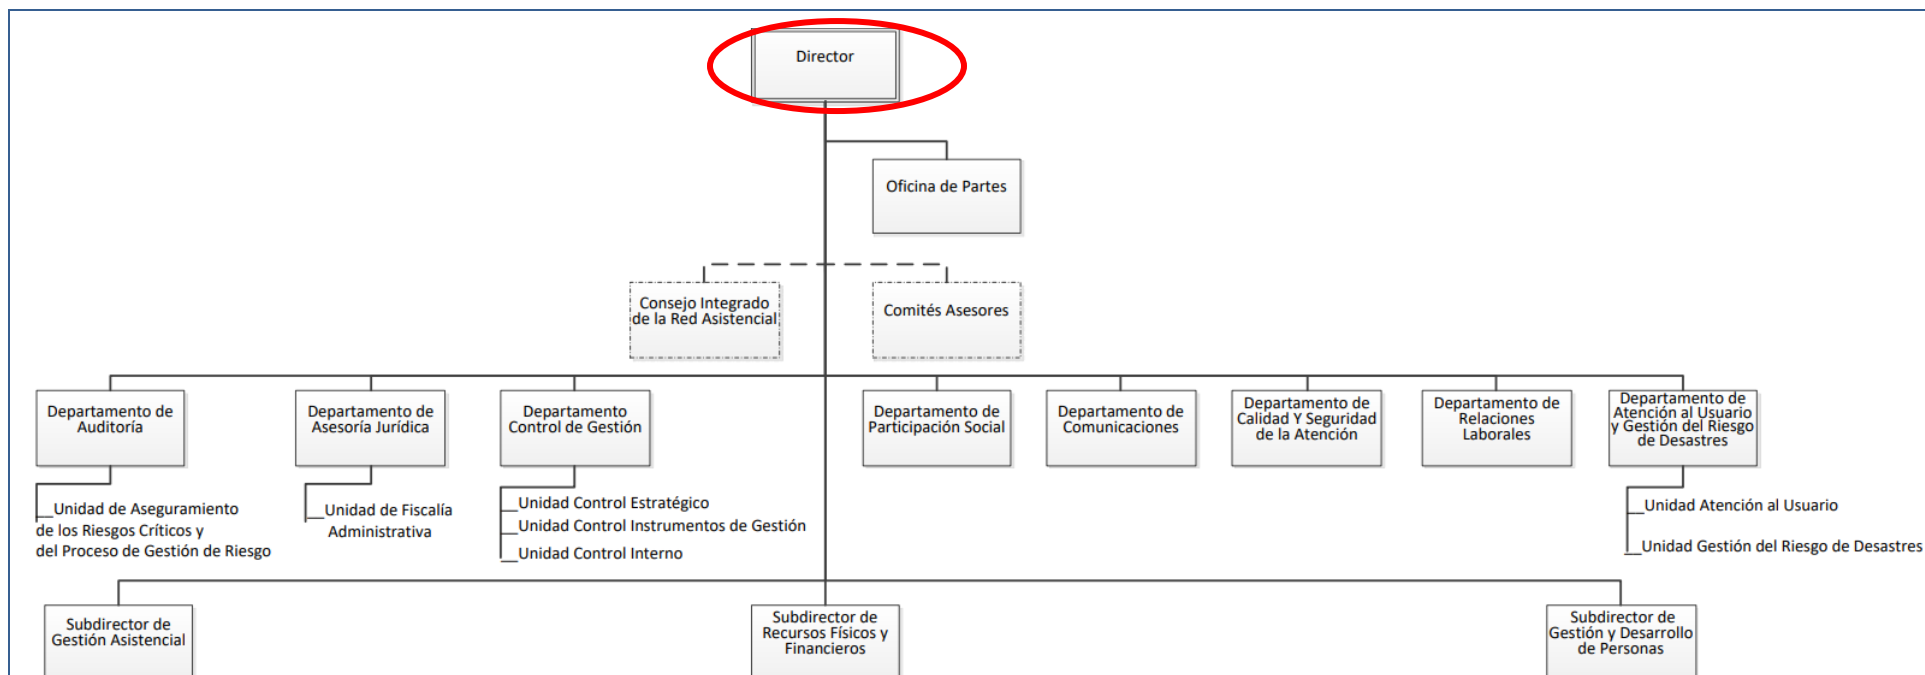 Director
Oficina de Partes
Consejo Integrado
de la Red Asistencial
Comités Asesores
Departamento de
Auditoría
Departamento de
Asesoría Jurídica
Departamento
Control de Gestión
Departamento de
Participación Social
Departamento de
Comunicaciones
Departamento de
Calidad Y Seguridad
de la Atención
Departamento de
Relaciones
Laborales
Departamento de
Atención al Usuario
y Gestión del Riesgo
de Desastres
Unidad de Aseguramiento
de los Riesgos Críticos y
del Proceso de Gestión de Riesgo
Unidad de Fiscalía
Administrativa
Unidad Control Estratégico
Unidad Control Instrumentos de Gestión
Unidad Control Interno
Unidad Atención al Usuario
Unidad Gestión del Riesgo de Desastres
Subdirector de
Gestión Asistencial
Subdirector de
Recursos Físicos y
Financieros
Subdirector de
Gestión y Desarrollo
de Personas